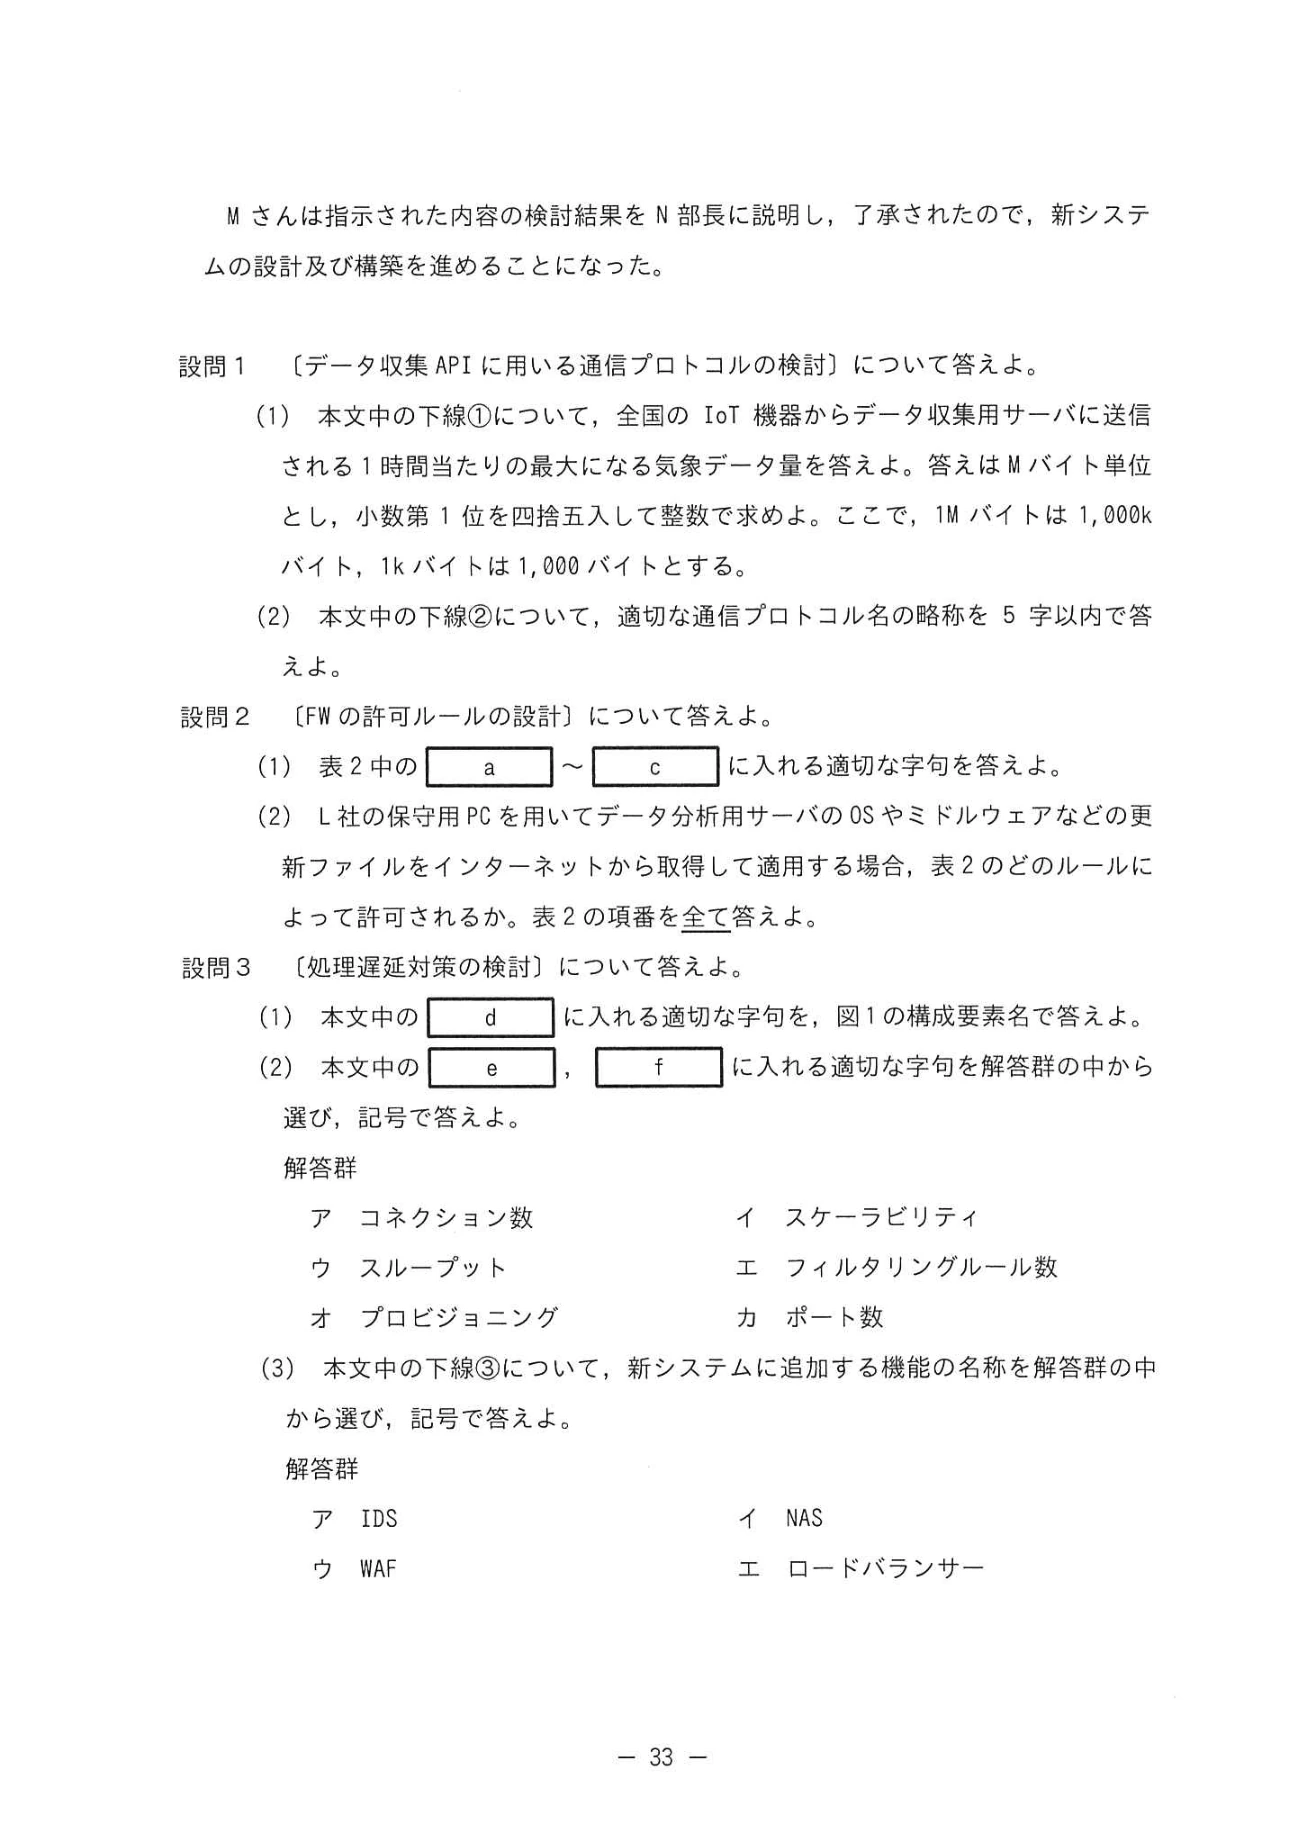 M さんは指示された内容の検討結果を N 部長に説明し，了承されたので，新システ
ムの設計及び構築を進めることになった。
設問１　〔データ収集 API に用いる通信プロトコルの検討〕について答えよ。
(1)　本文中の下線①について，全国の IoT 機器からデータ収集用サーバに送信
される 1 時間当たりの最大になる気象データ量を答えよ。答えは M バイト単位
とし，小数第 1 位を四捨五入して整数で求めよ。ここで，1M バイトは 1,000k
バイト，1k バイトは 1,000 バイトとする。
(2)　本文中の下線②について，適切な通信プロトコル名の略称を 5 字以内で答
えよ。
設問２　〔FW の許可ルールの設計〕について答えよ。
(1)　表 2 中の a ～ c に入れる適切な字句を答えよ。
(2)　L 社の保守用 PC を用いてデータ分析用サーバの OS やミドルウェアなどの更
新ファイルをインターネットから取得して適用する場合，表 2 のどのルールに
よって許可されるか。表 2 の項番を全て答えよ。
設問３　〔処理遅延対策の検討〕について答えよ。
(1)　本文中の d に入れる適切な字句を，図 1 の構成要素名で答えよ。
(2)　本文中の e ， f に入れる適切な字句を解答群の中から
選び，記号で答えよ。
解答群
ア　コネクション数　イ　スケーラビリティ
ウ　スループット　エ　フィルタリングルール数
オ　プロビジョニング　カ　ポート数
(3)　本文中の下線③について，新システムに追加する機能の名称を解答群の中
から選び，記号で答えよ。
解答群
ア　IDS　イ　NAS
ウ　WAF　エ　ロードバランサー
－ 33 －